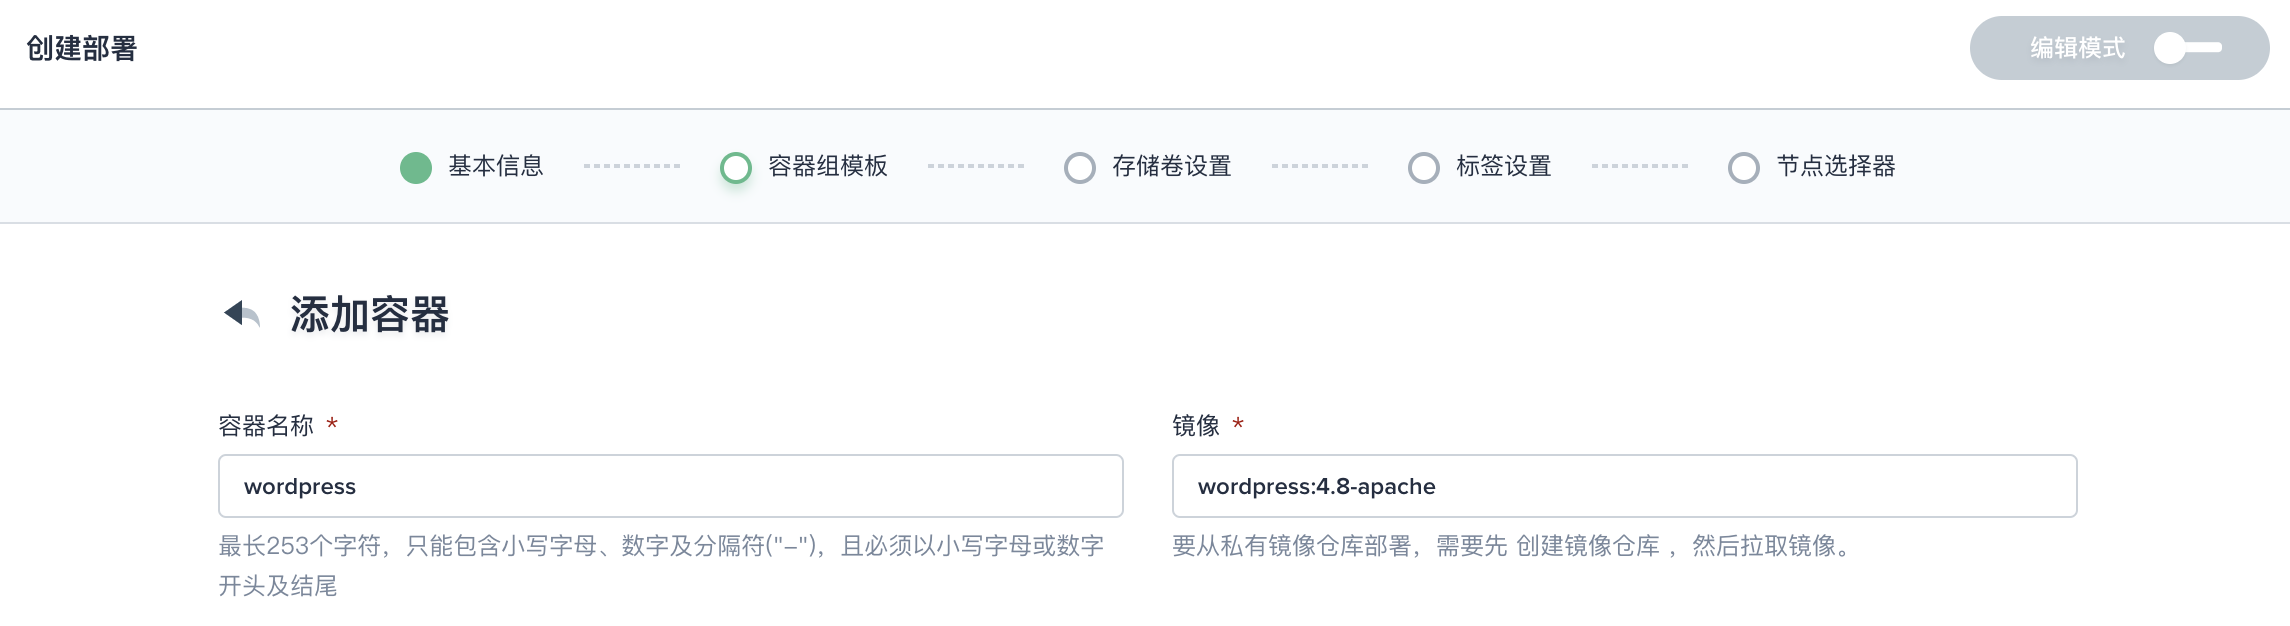 创建部署
编辑模式
基本信息
容器组模板
存储卷设置
标签设置
节点选择器
添加容器
容器名称 *
wordpress
最长253个字符，只能包含小写字母、数字及分隔符("-")，且必须以小写字母或数字
开头及结尾
镜像 *
wordpress:4.8-apache
要从私有镜像仓库部署，需要先 创建镜像仓库 ，然后拉取镜像。